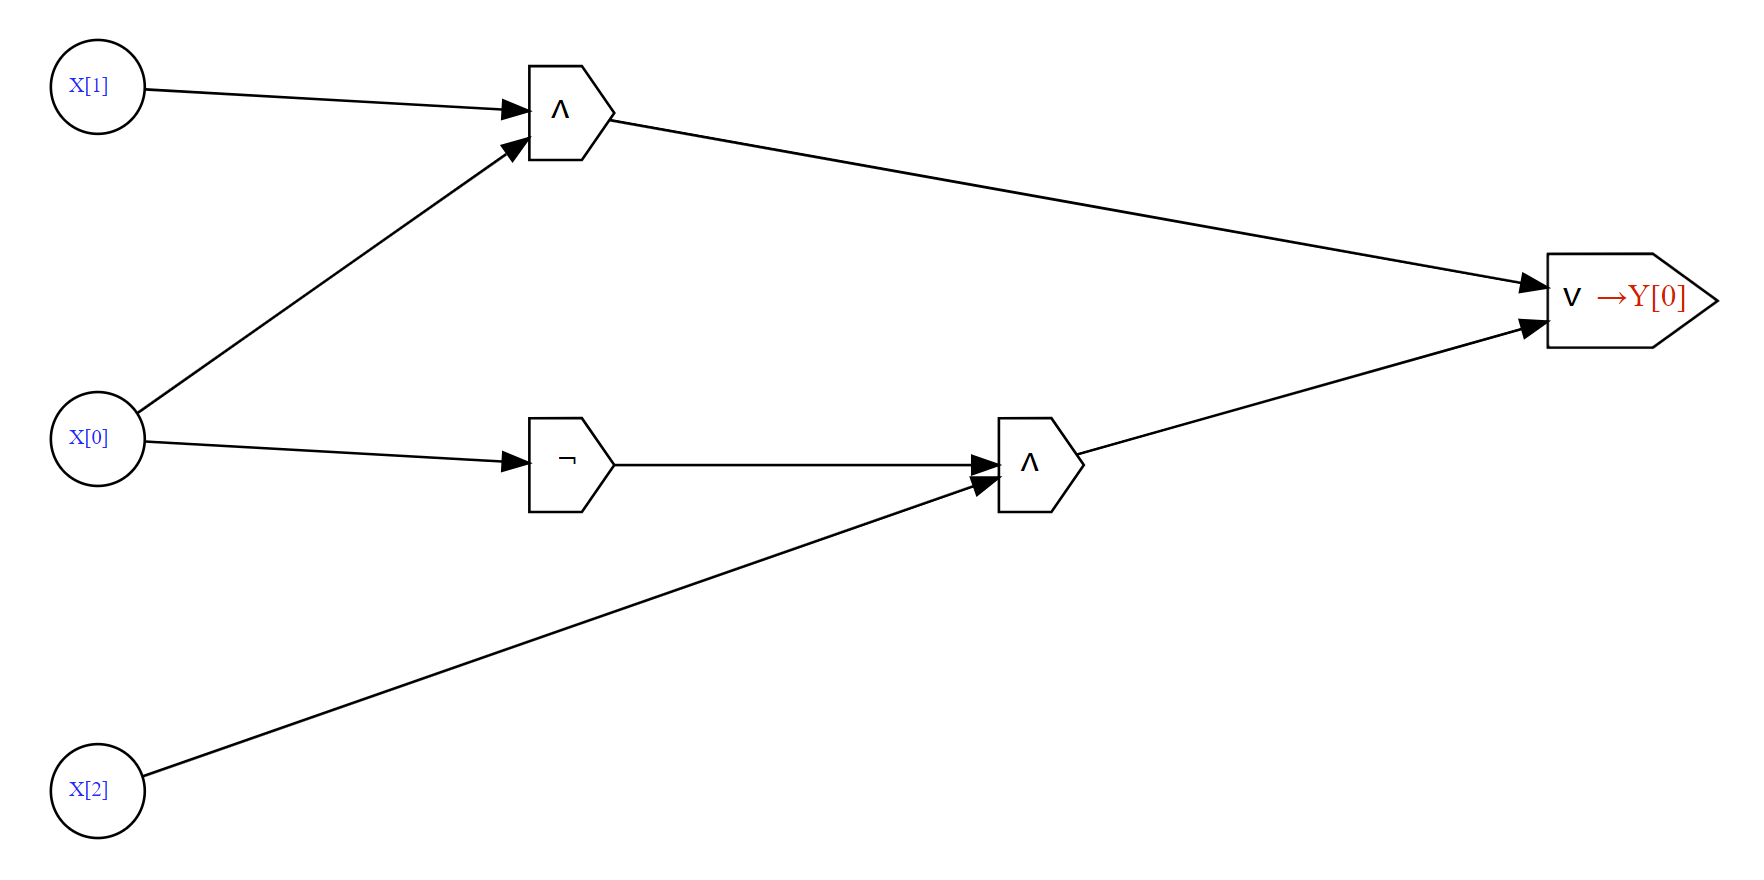 X[1]
∧
∨ →Y[0]
X[0]
¬
∧
X[2]